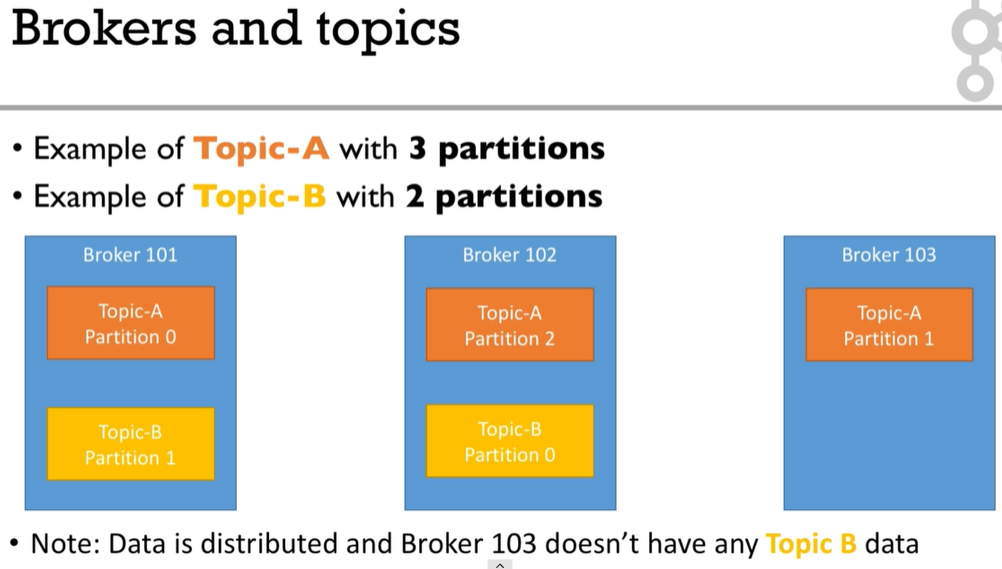 Brokers and topics
• Example of Topic-A with 3 partitions
• Example of Topic-B with 2 partitions
Broker 101
Topic-A
Partition 0
Topic-B
Partition 1
Broker 102
Topic-A
Partition 2
Topic-B
Partition 0
Broker 103
Topic-A
Partition 1
• Note: Data is distributed and Broker 103 doesn’t have any Topic B data